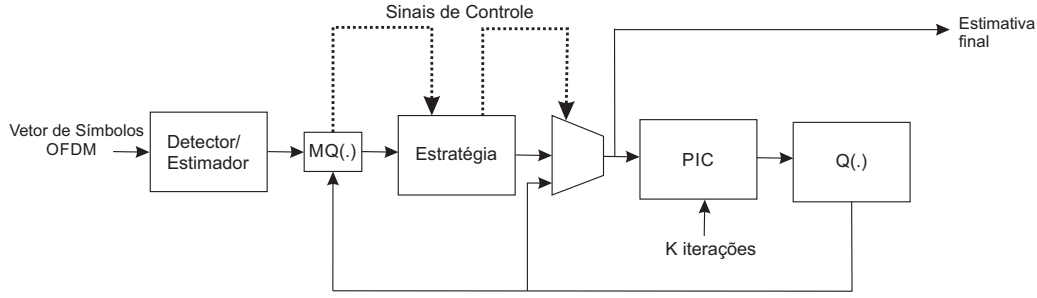 Sinais de Controle
Estimativa
final
Vetor de Símbolos
OFDM
Detector/
Estimador
MQ(.)
Estratégia
PIC
Q(.)
K iterações